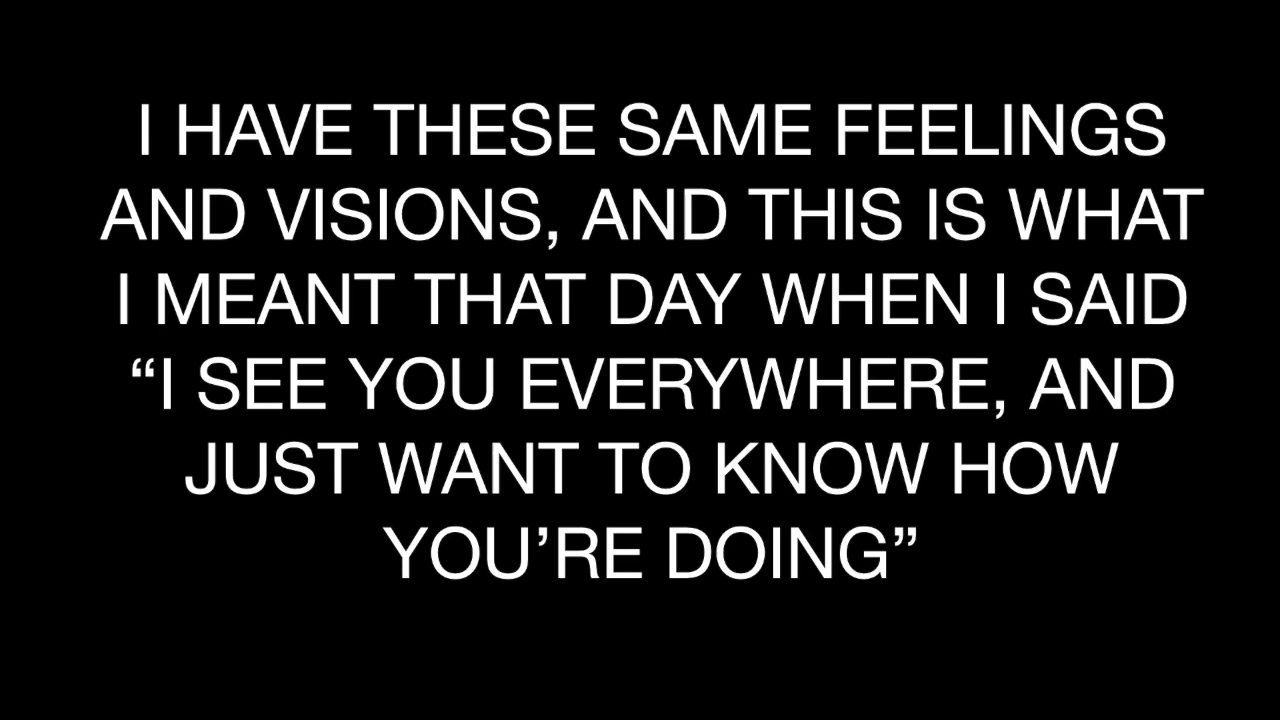 I HAVE THESE SAME FEELINGS
AND VISIONS, AND THIS IS WHAT
I MEANT THAT DAY WHEN I SAID
“I SEE YOU EVERYWHERE, AND
JUST WANT TO KNOW HOW
YOU’RE DOING”